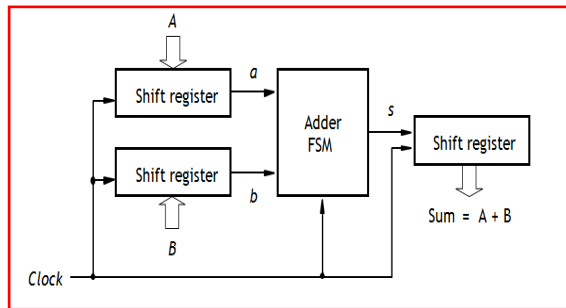 A
Shift register
a
Adder
FSM
s
Shift register
Shift register
b
Sum = A + B
B
Clock